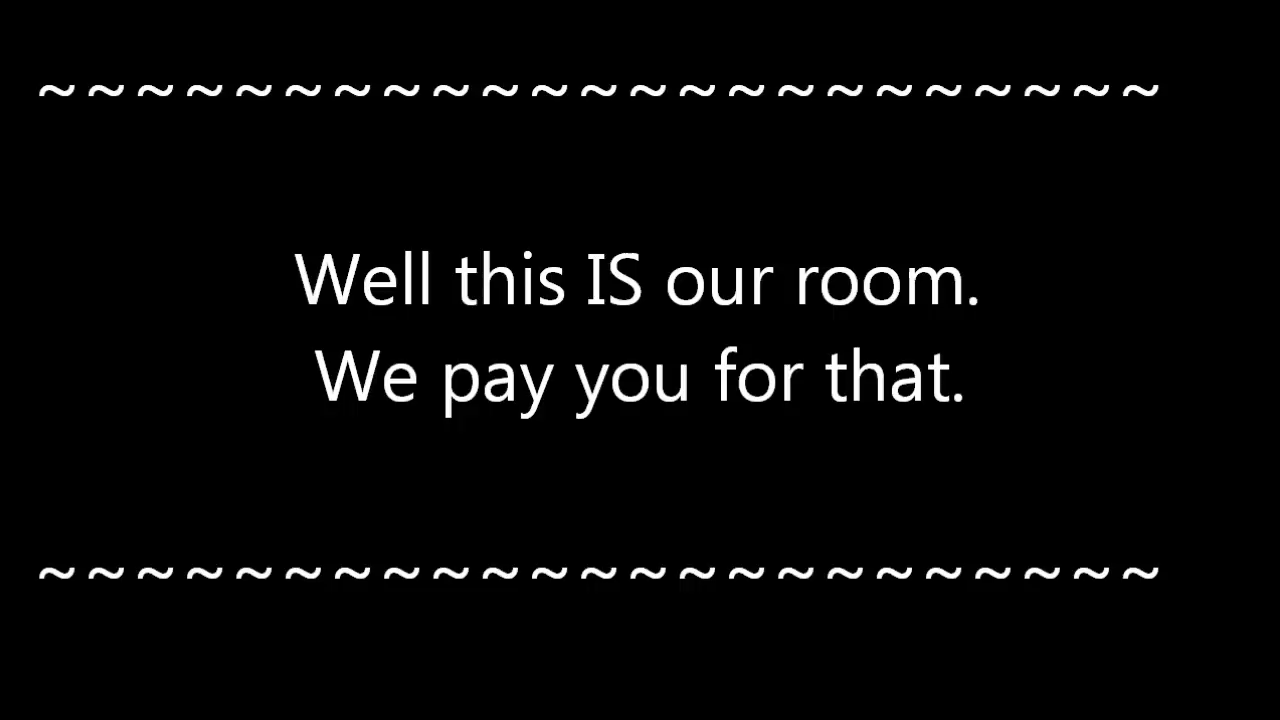 ~ ~ ~ ~ ~ ~ ~ ~ ~ ~ ~ ~ ~ ~ ~ ~ ~ ~ ~ ~ ~ ~ ~
Well this IS our room.
We pay you for that.
~ ~ ~ ~ ~ ~ ~ ~ ~ ~ ~ ~ ~ ~ ~ ~ ~ ~ ~ ~ ~ ~ ~